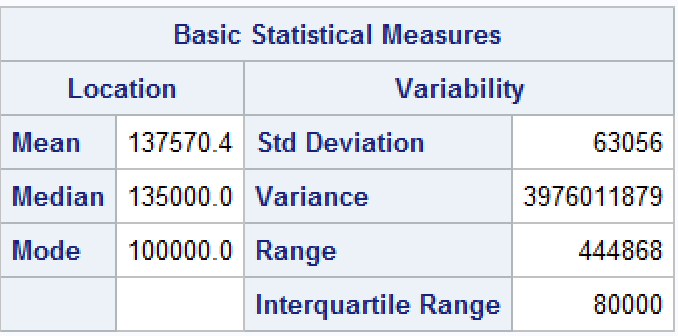 Basic Statistical Measures
Location Variability
Mean 137570.4 Std Deviation 63056
Median 135000.0 Variance 3976011879
Mode 100000.0 Range 444868
Interquartile Range 80000